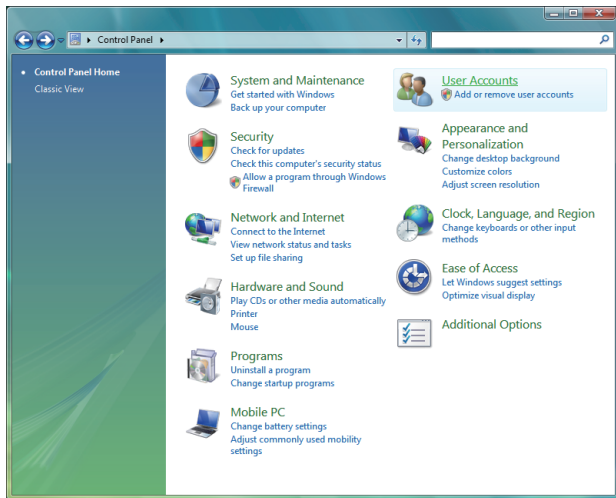 Control Panel
Control Panel Home
Classic View
System and Maintenance
Get started with Windows
Back up your computer
Security
Check for updates
Check this computer's security status
Allow a program through Windows
Firewall
Network and Internet
Connect to the Internet
View network status and tasks
Set up file sharing
Hardware and Sound
Play CDs or other media automatically
Printer
Mouse
Programs
Uninstall a program
Change startup programs
Mobile PC
Change battery settings
Adjust commonly used mobility
settings
User Accounts
Add or remove user accounts
Appearance and
Personalization
Change desktop background
Customize colors
Adjust screen resolution
Clock, Language, and Region
Change keyboards or other input
methods
Ease of Access
Let Windows suggest settings
Optimize visual display
Additional Options